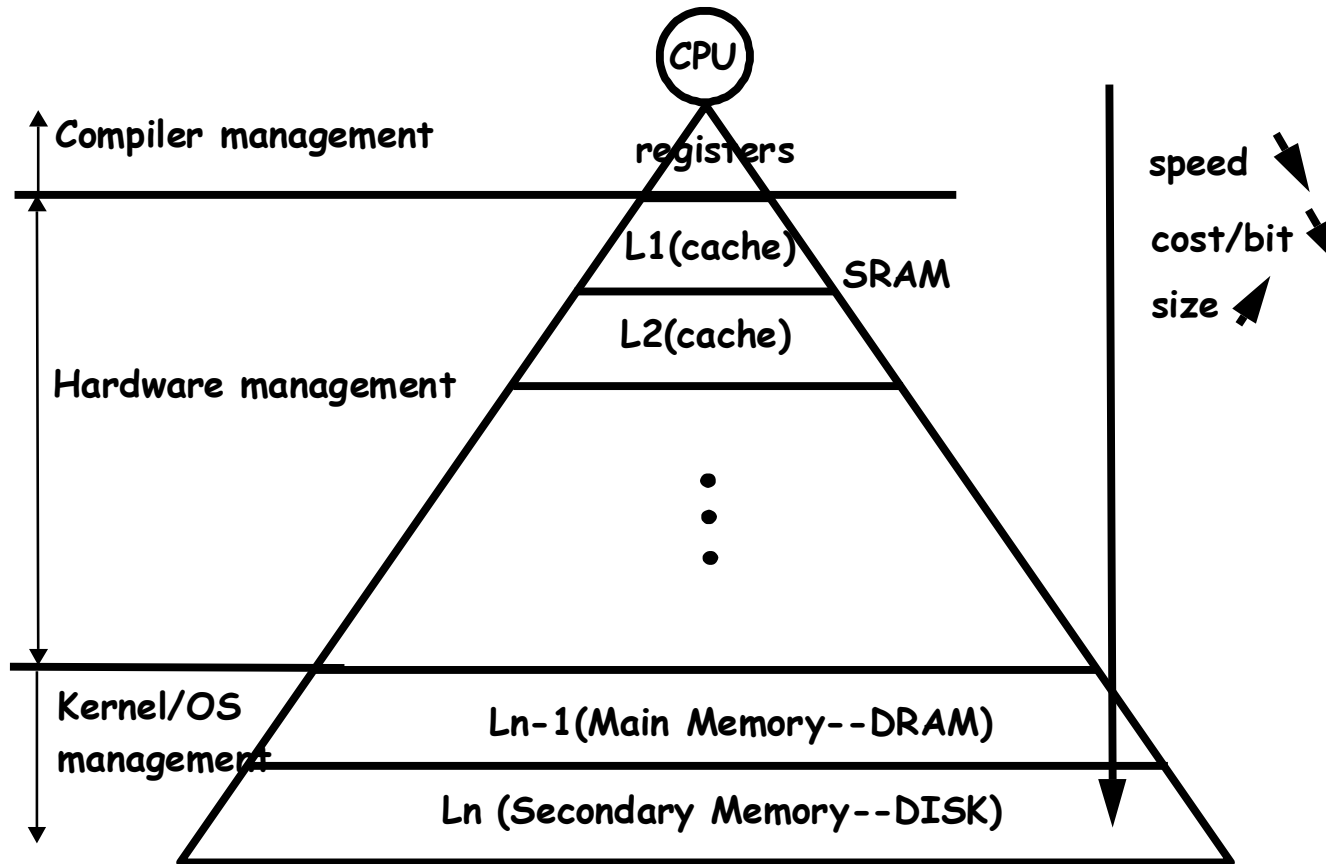 CPU
Compiler management
registers
speed
L1(cache)
cost/bit
SRAM
size
L2(cache)
Hardware management
Kernel/OS
management
Ln-1(Main Memory--DRAM)
Ln (Secondary Memory--DISK)